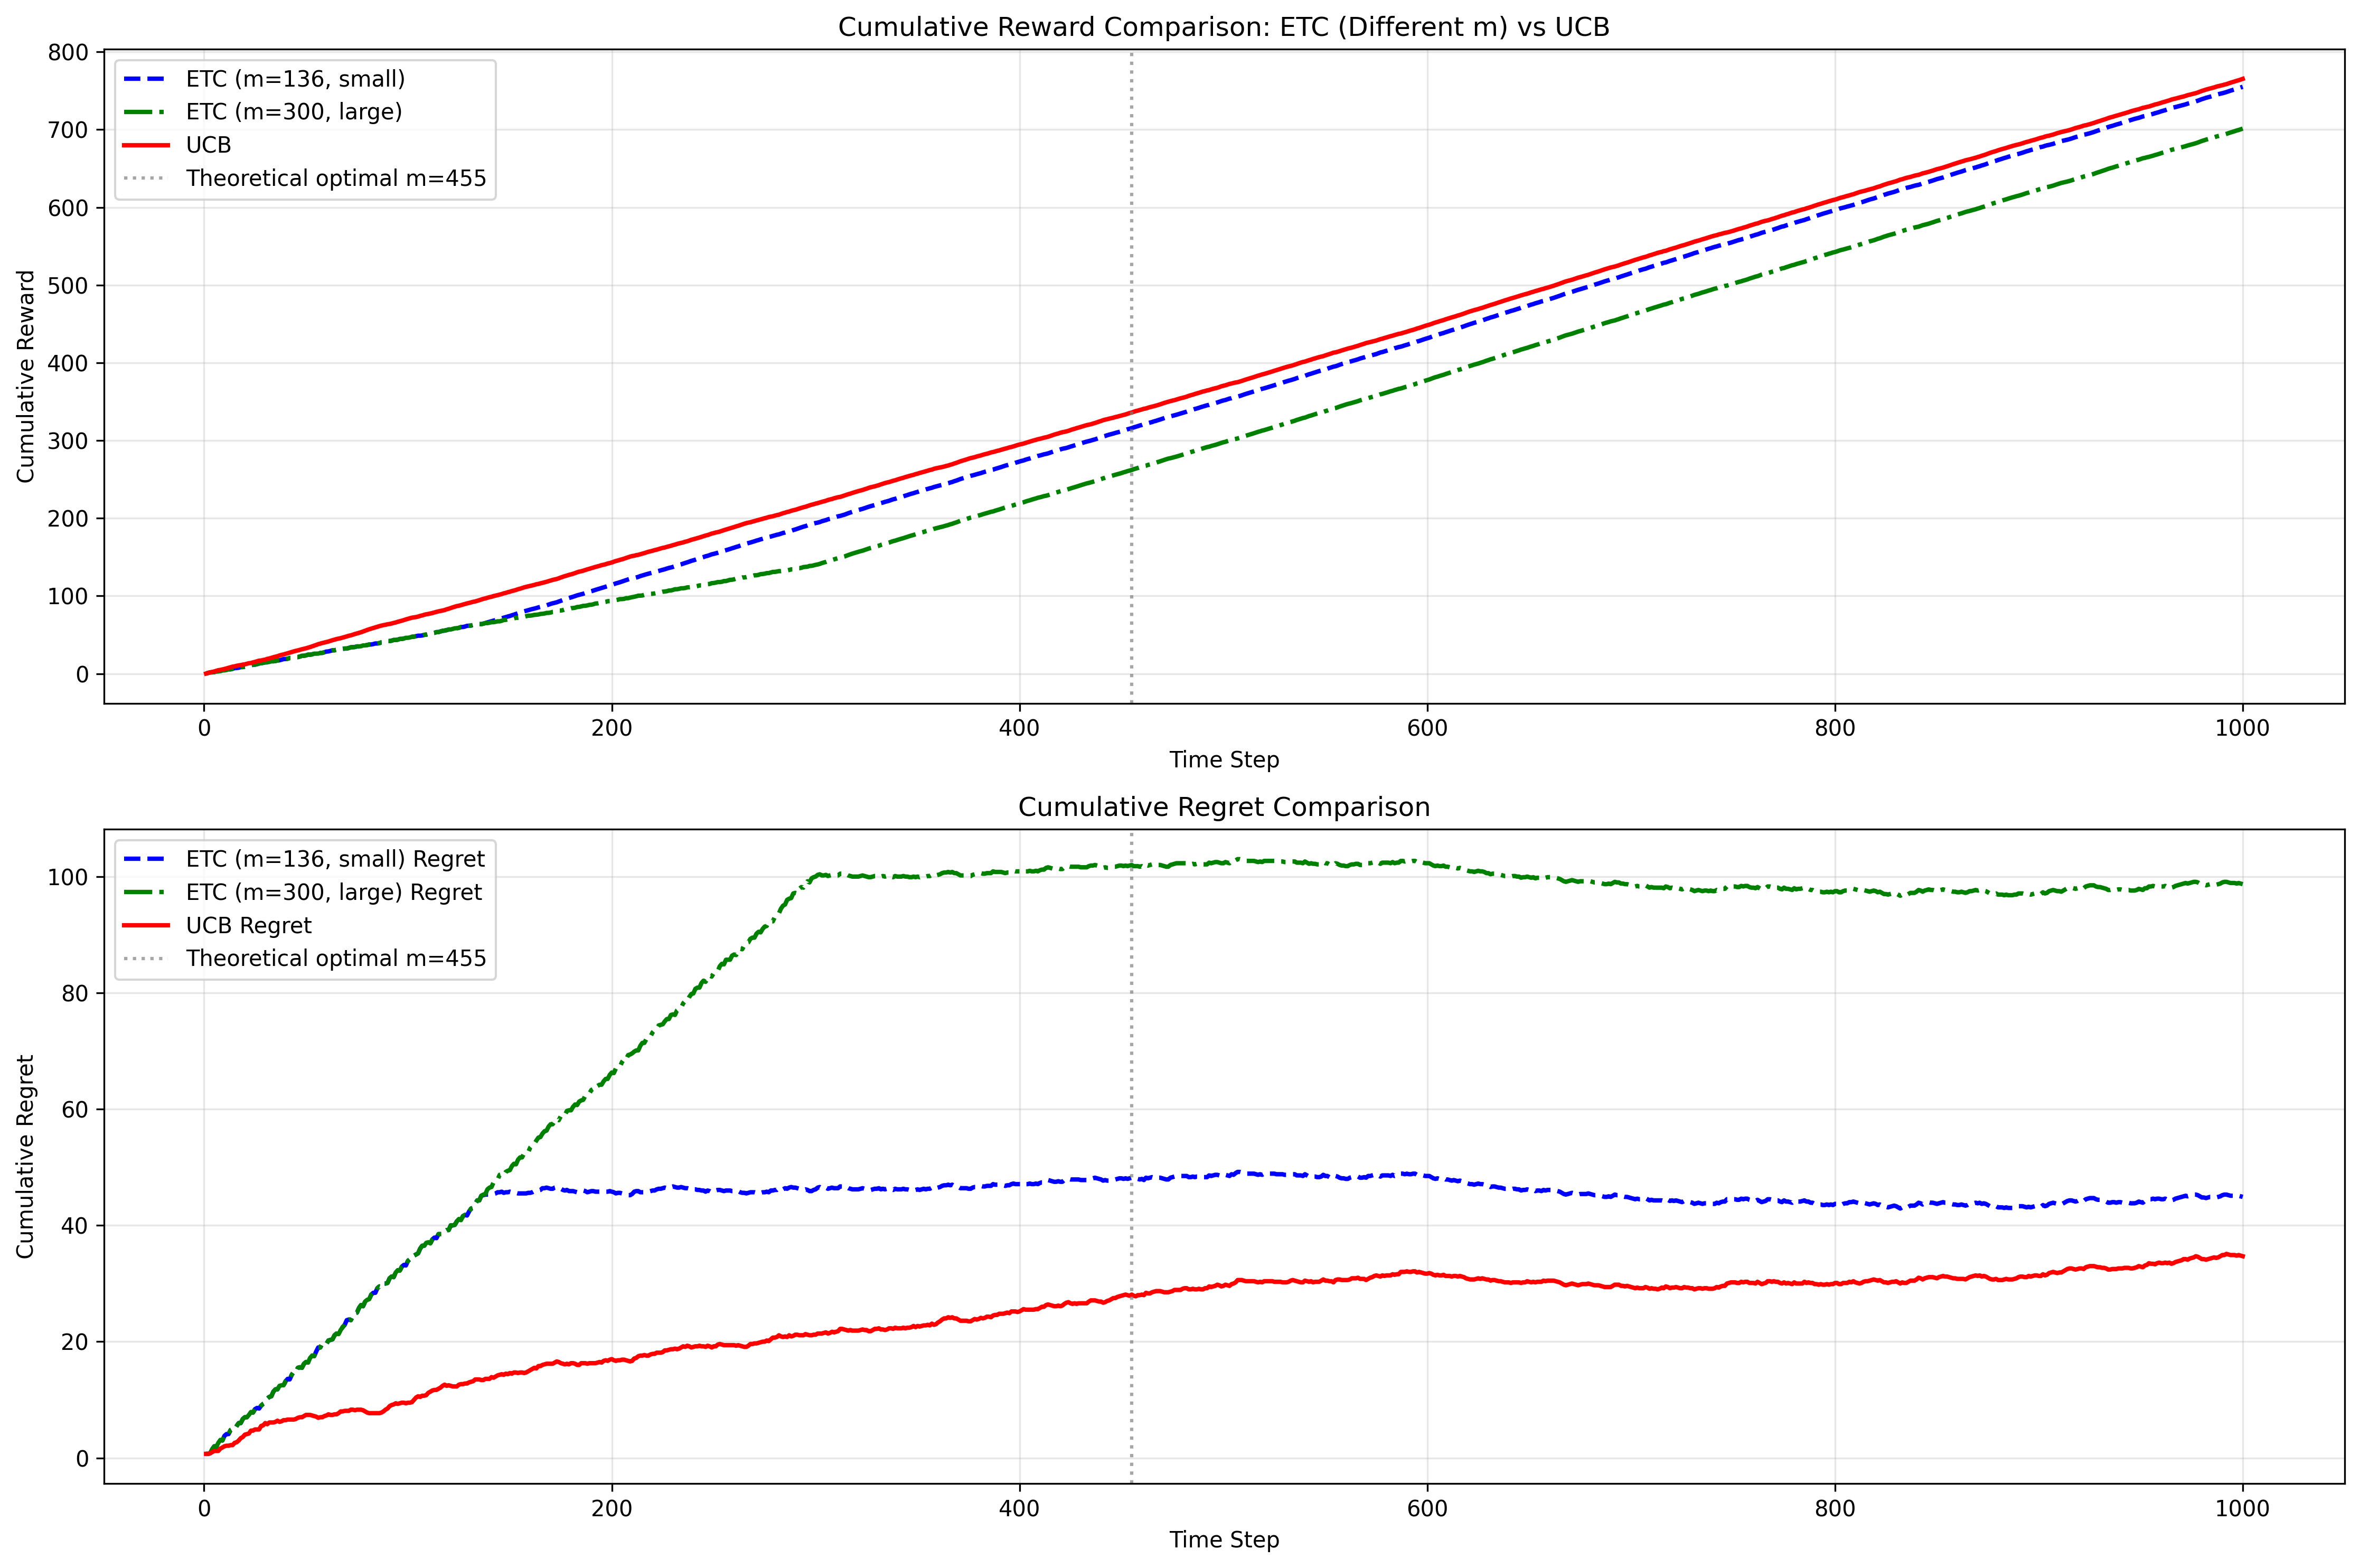 Cumulative Reward Comparison: ETC (Different m) vs UCB
800
700
600
500
400
300
200
100
0
Cumulative Reward
ETC (m=136, small)
ETC (m=300, large)
UCB
Theoretical optimal m=455
0
200
400
600
800
1000
Time Step
Cumulative Regret Comparison
100
80
60
40
20
0
Cumulative Regret
ETC (m=136, small) Regret
ETC (m=300, large) Regret
UCB Regret
Theoretical optimal m=455
0
200
400
600
800
1000
Time Step